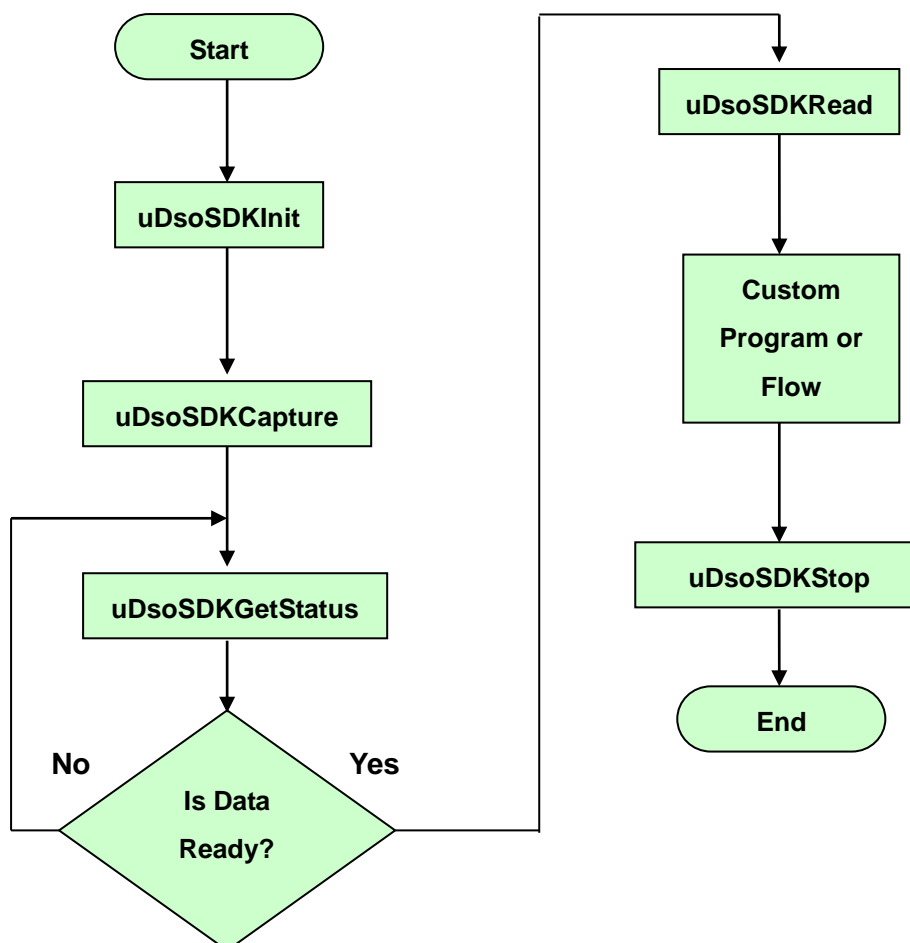 Start
uDsoSDKInit
uDsoSDKCapture
uDsoSDKGetStatus
No
Yes
Is Data
Ready?
uDsoSDKRead
Custom
Program or
Flow
uDsoSDKStop
End